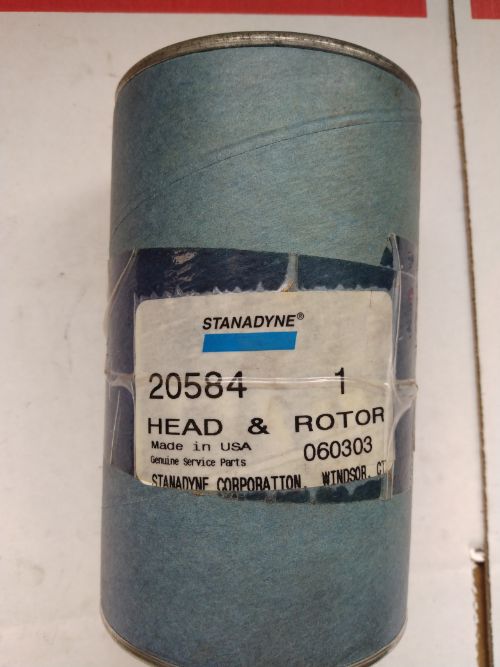 STANADYNE®
20584 1
HEAD & ROTOR
Made in USA 060303
Genuine Service Parts
STANADYNE CORPORATION, WINDSOR, CT